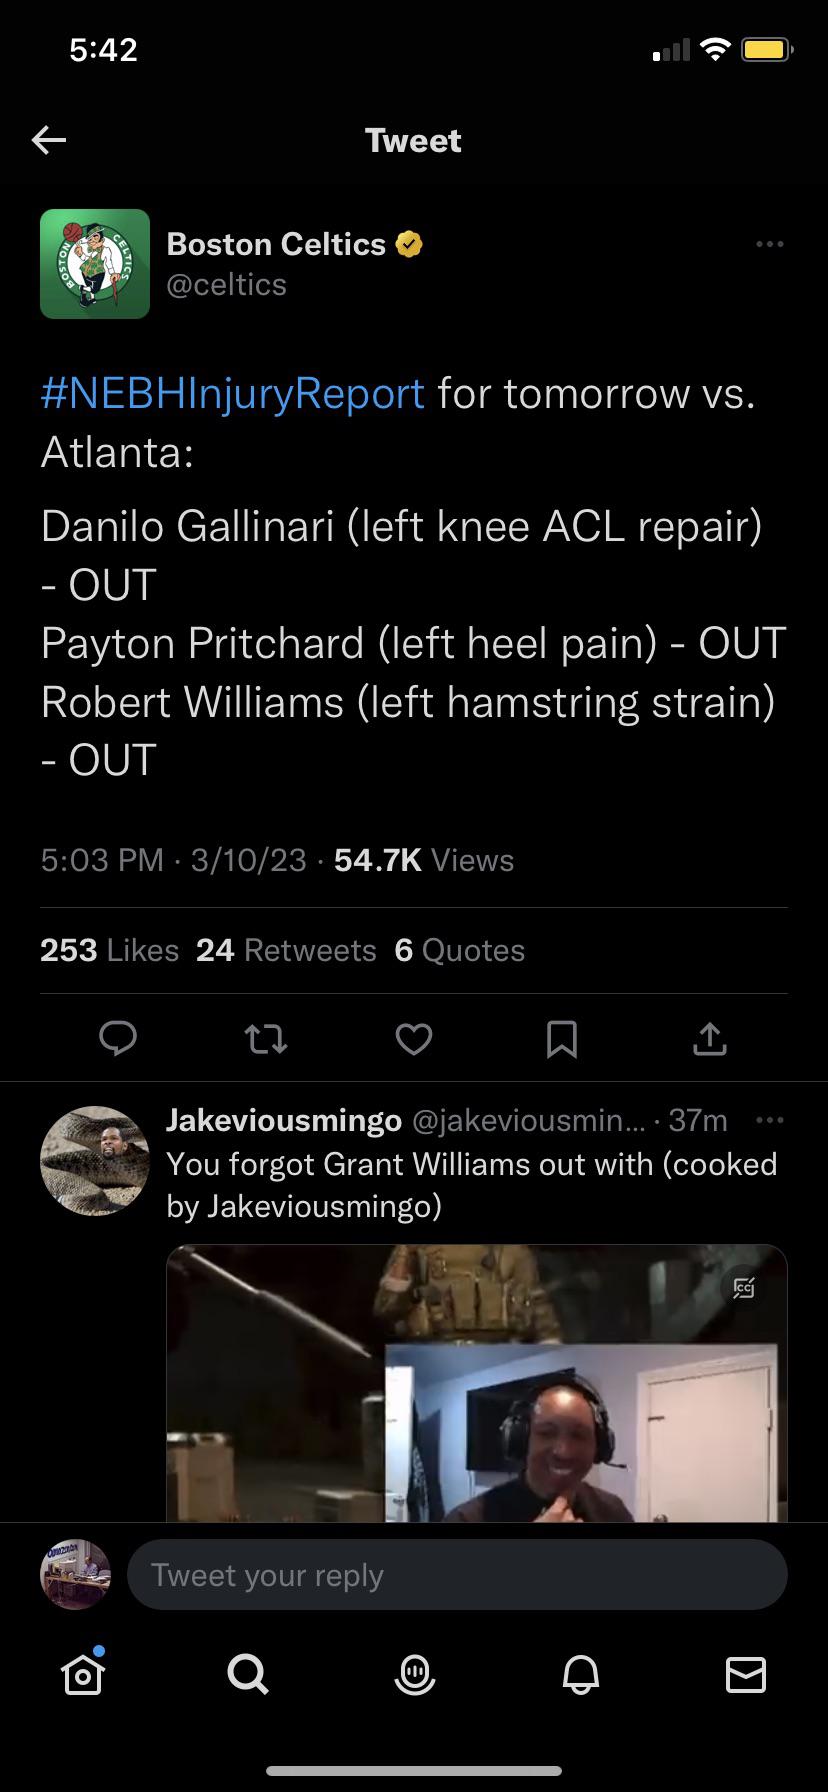 5:42
Tweet
BOSTON CELTICS
Boston Celtics
@celtics
#NEBHInjuryReport for tomorrow vs.
Atlanta:
Danilo Gallinari (left knee ACL repair)
- OUT
Payton Pritchard (left heel pain) - OUT
Robert Williams (left hamstring strain)
- OUT
5:03 PM · 3/10/23 · 54.7K Views
253 Likes 24 Retweets 6 Quotes
Jakeviousmingo @jakeviousmin... · 37m
You forgot Grant Williams out with (cooked
by Jakeviousmingo)
CC
Tweet your reply